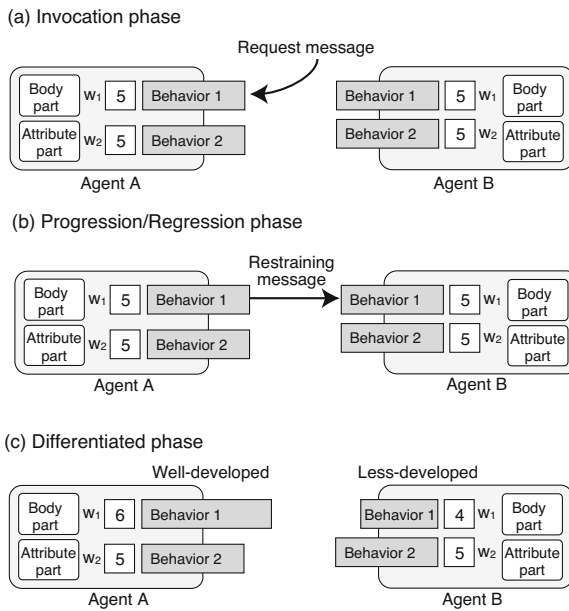 (a) Invocation phase
Request message
Body part
w1 5 Behavior 1
Attribute part
w2 5 Behavior 2
Agent A
Behavior 1 5 w1
Body part
Behavior 2 5 w2
Attribute part
Agent B
(b) Progression/Regression phase
Restraining message
Body part
w1 5 Behavior 1
Attribute part
w2 5 Behavior 2
Agent A
Behavior 1 5 w1
Body part
Behavior 2 5 w2
Attribute part
Agent B
(c) Differentiated phase
Well-developed
Body part
w1 6 Behavior 1
Attribute part
w2 5 Behavior 2
Agent A
Less-developed
Behavior 1 4 w1
Body part
Behavior 2 5 w2
Attribute part
Agent B